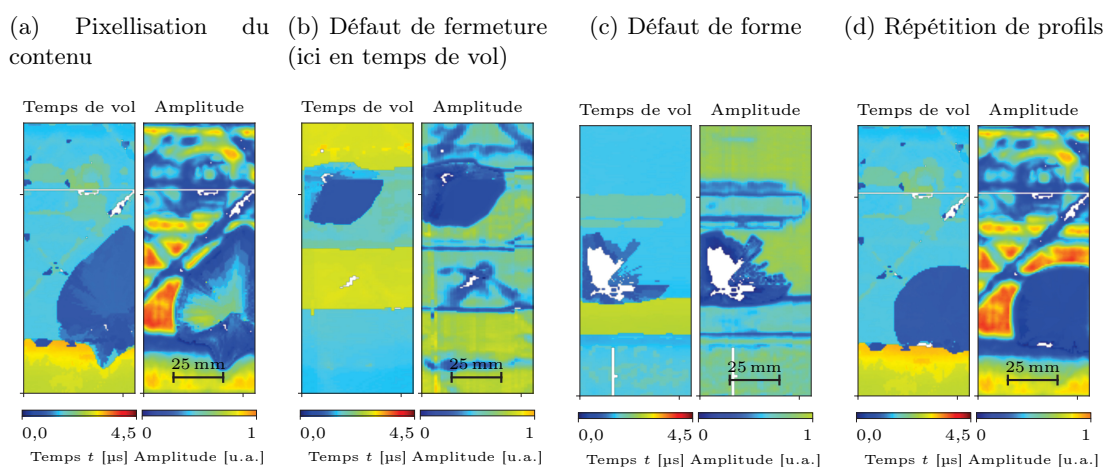 (a) Pixellisation du
contenu
(b) Défaut de fermeture
(ici en temps de vol)
(c) Défaut de forme
(d) Répétition de profils
Temps de vol Amplitude
Temps de vol Amplitude
Temps de vol Amplitude
Temps de vol Amplitude
25 mm
25 mm
25 mm
25 mm
0,0 4,5 0 1
0,0 4,5 0 1
0,0 4,5 0 1
0,0 4,5 0 1
Temps t [µs] Amplitude [u.a.]
Temps t [µs] Amplitude [u.a.]
Temps t [µs] Amplitude [u.a.]
Temps t [µs] Amplitude [u.a.]